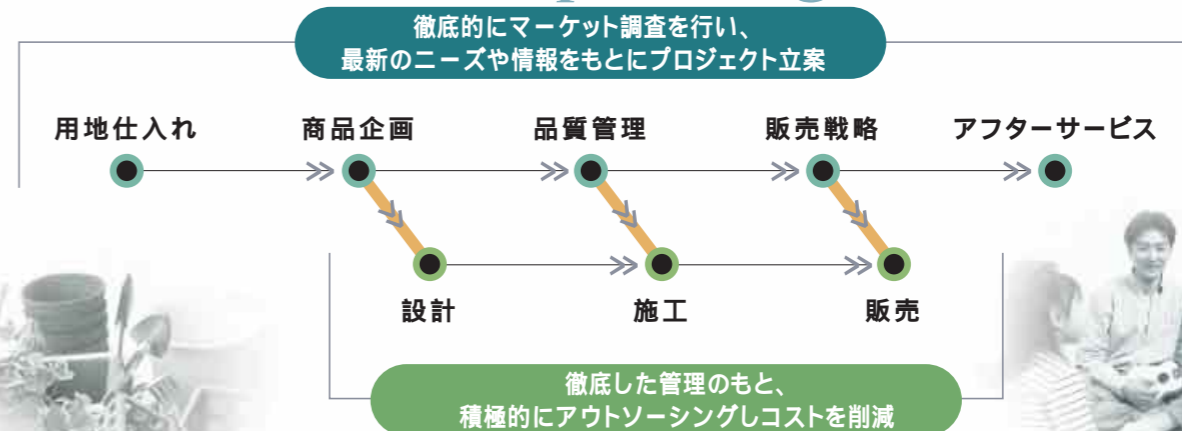 徹底的にマーケット調査を行い、
最新のニーズや情報をもとにプロジェクト立案
用地仕入れ
商品企画
品質管理
販売戦略
アフターサービス
設計
施工
販売
徹底した管理のもと、
積極的にアウトソーシングしコストを削減